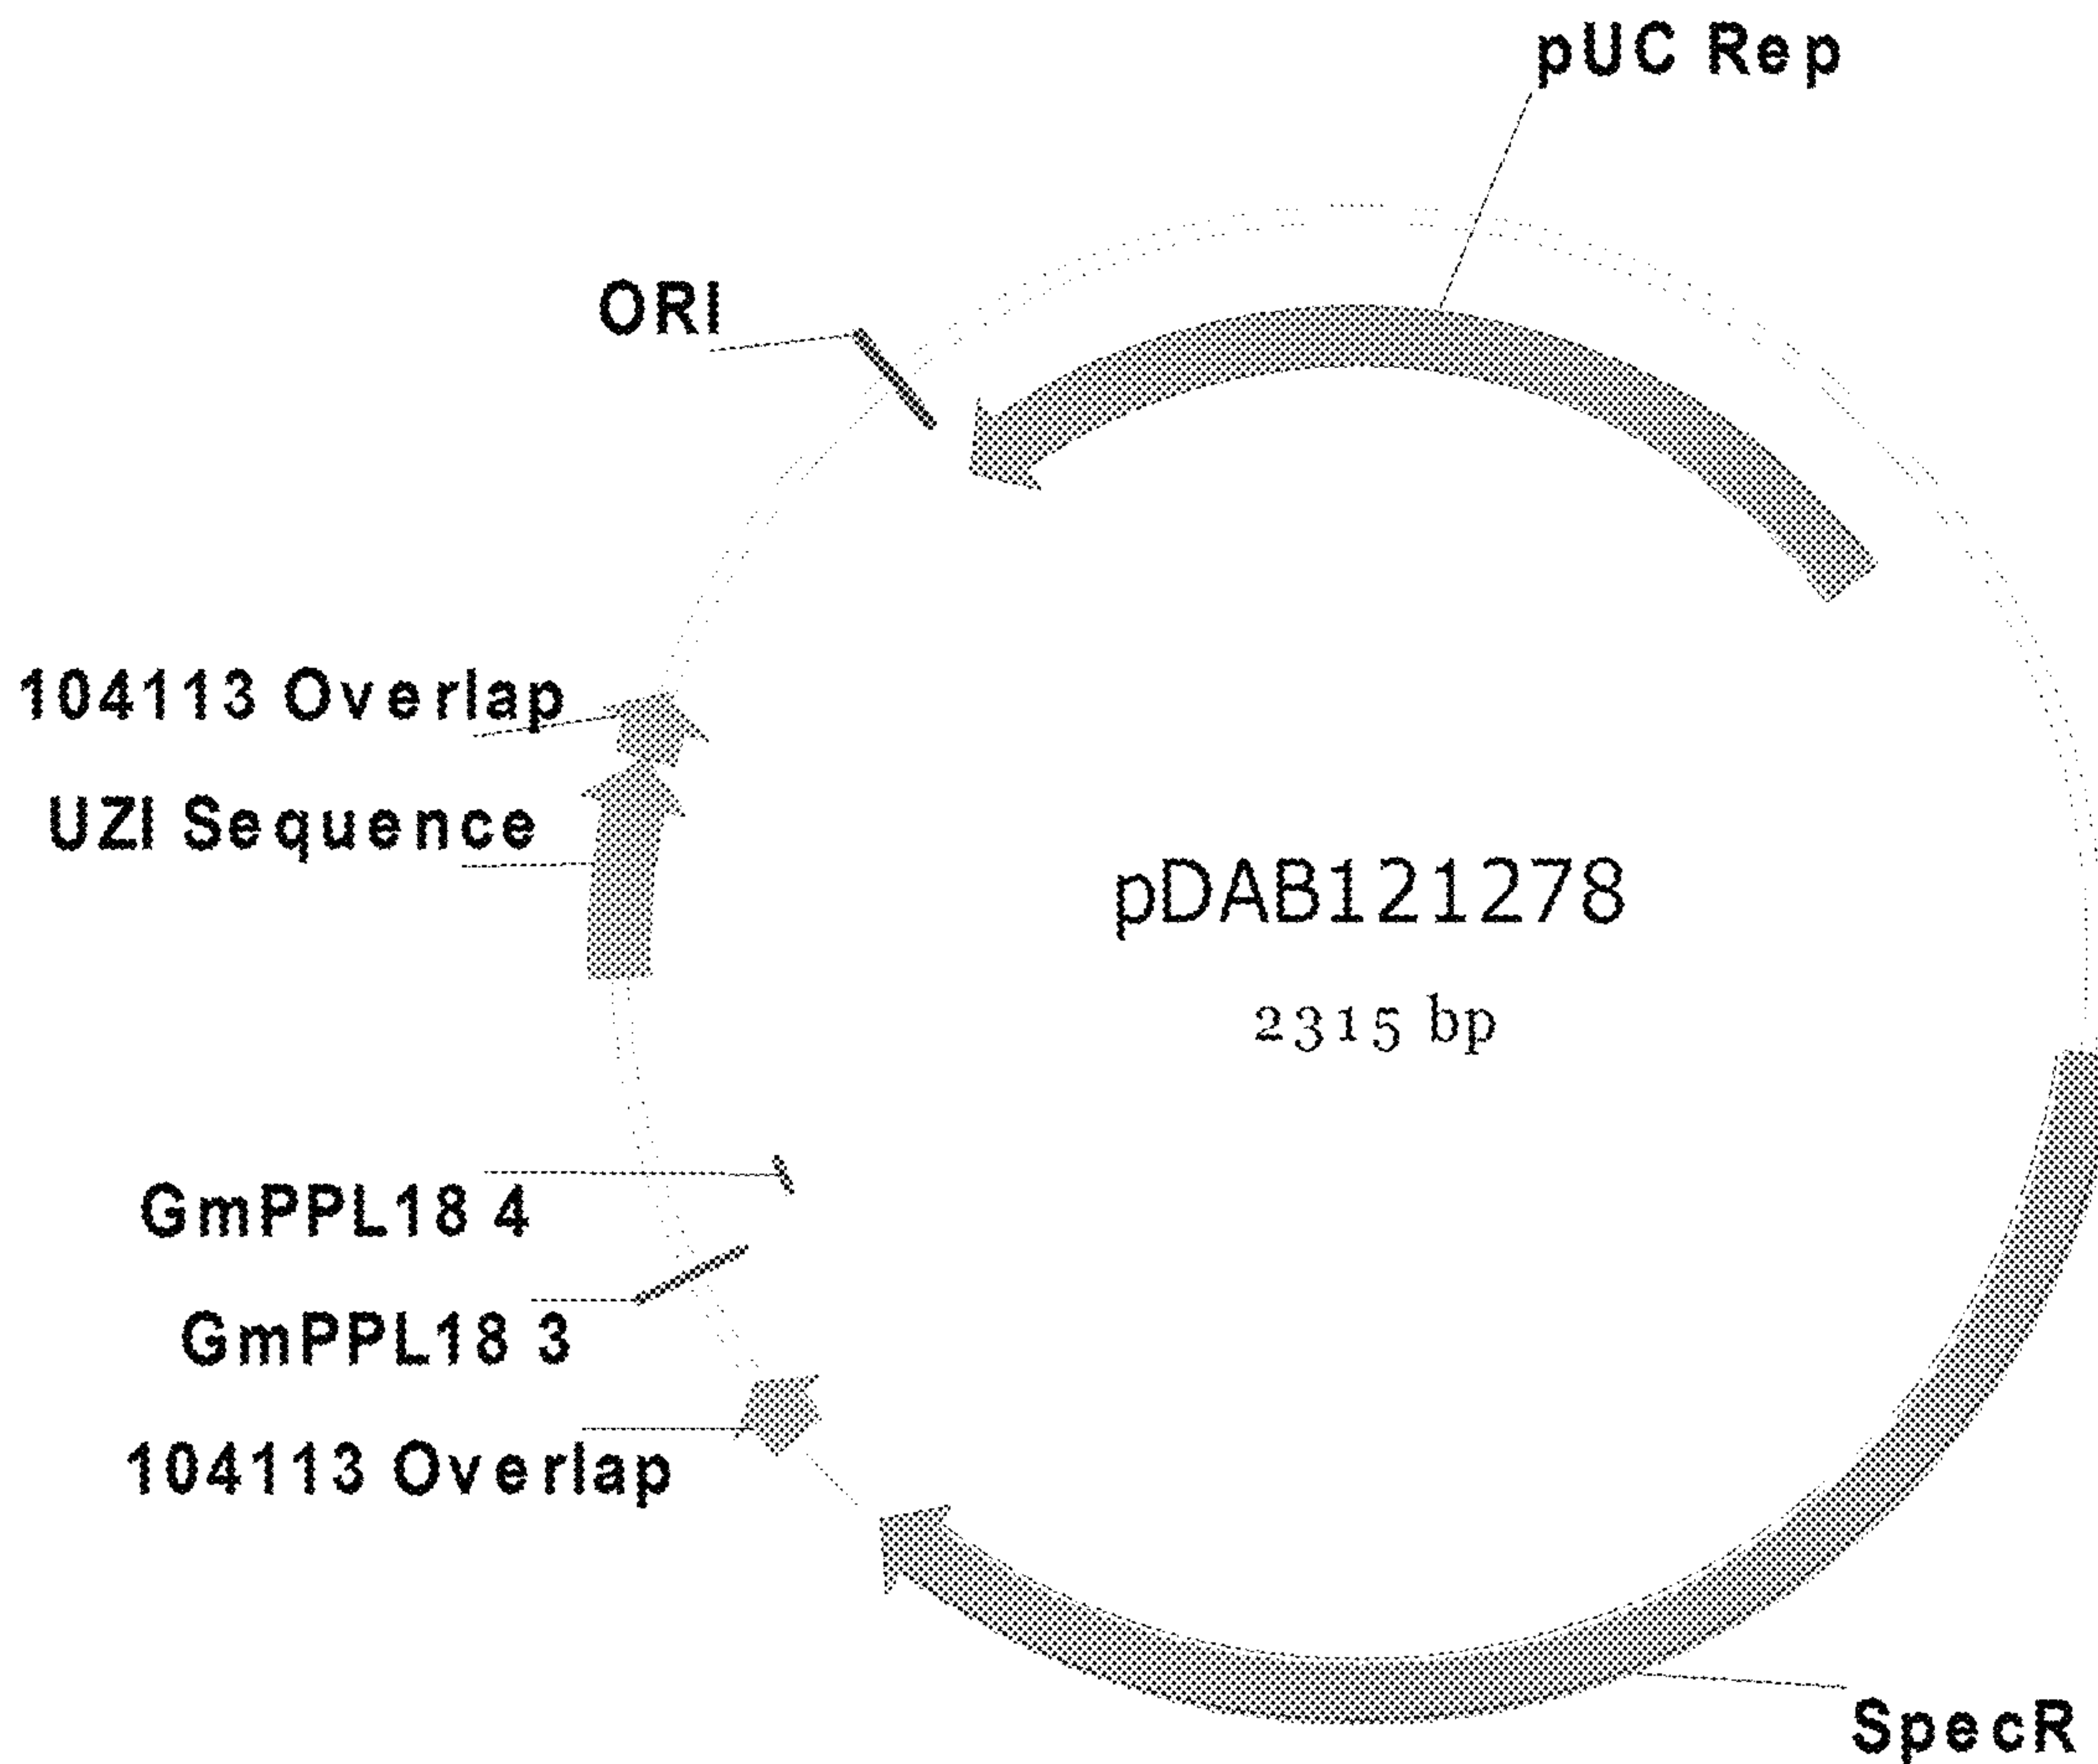 pUC Rep
ORI
104113 Overlap
UZI Sequence
pDAB121278
2315 bp
GmPPL18 4
GmPPL18 3
104113 Overlap
SpecR